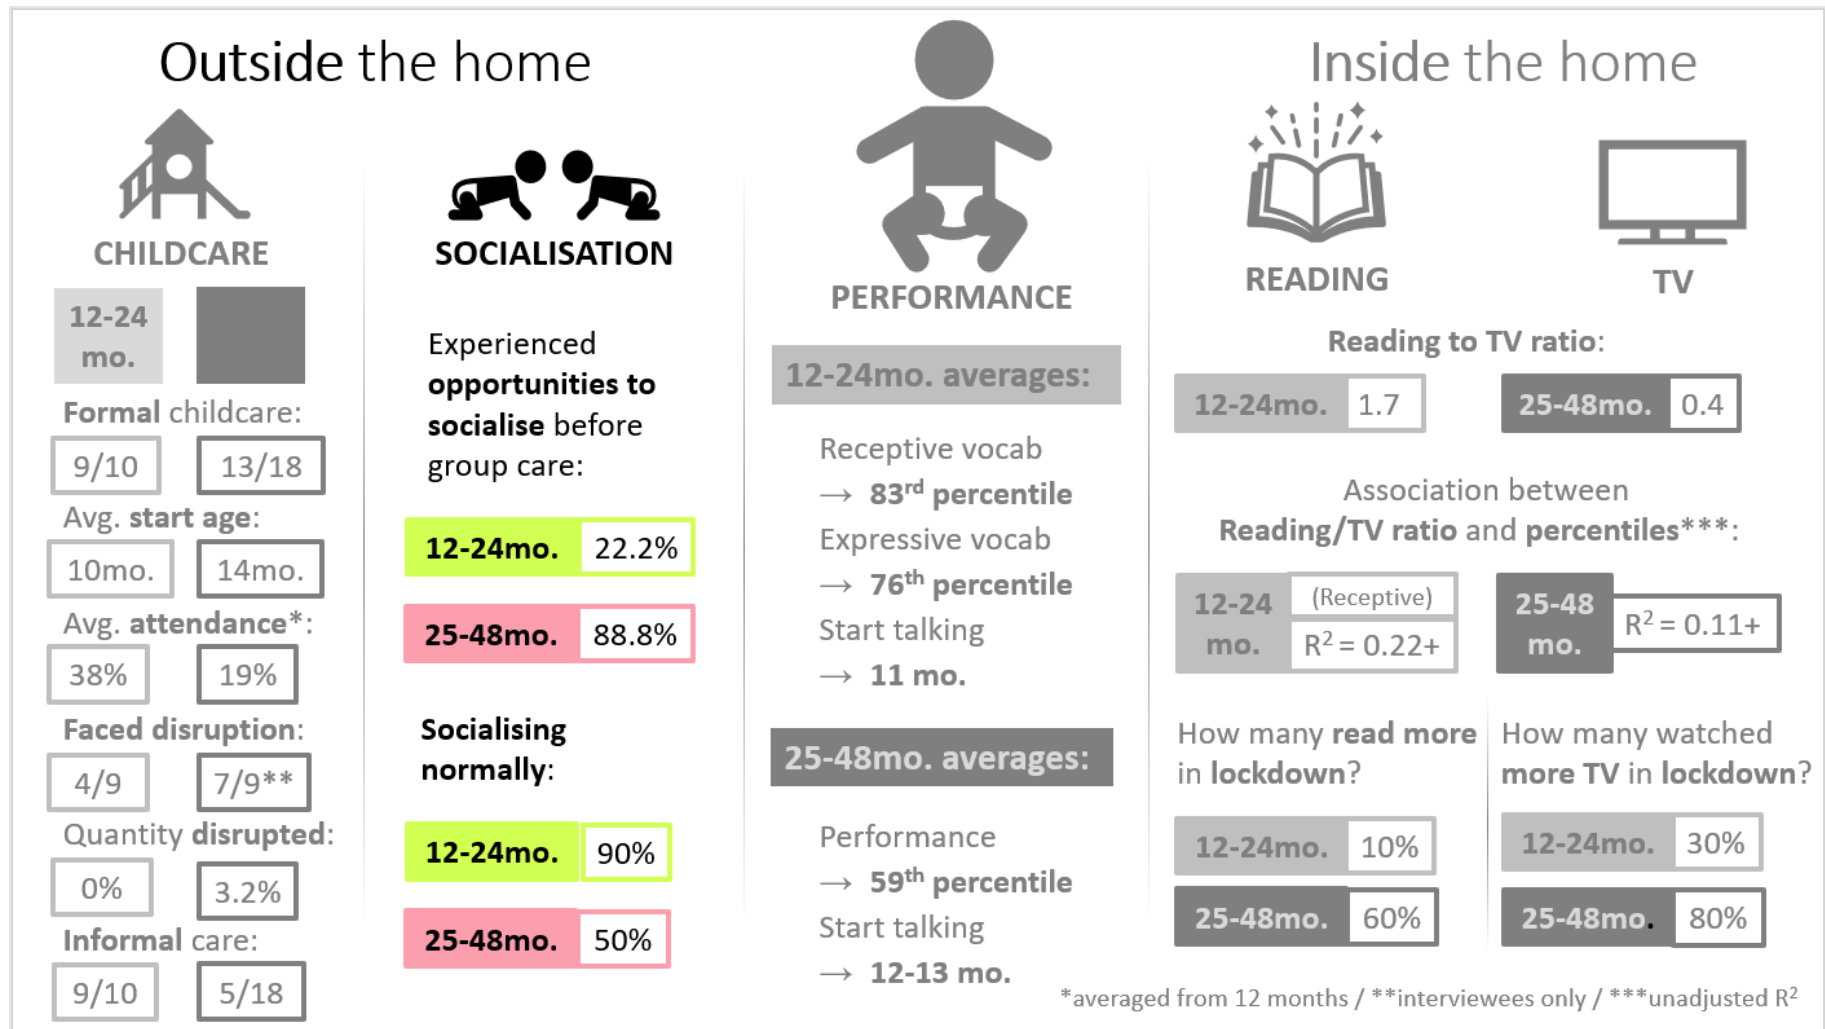 Outside the home
CHILDCARE
12-24
mo.
Formal childcare:
9/10 13/18
Avg. start age:
10mo. 14mo.
Avg. attendance*:
38% 19%
Faced disruption:
4/9 7/9**
Quantity disrupted:
0% 3.2%
Informal care:
9/10 5/18
SOCIALISATION
Experienced
opportunities to
socialise before
group care:
12-24mo. 22.2%
25-48mo. 88.8%
Socialising
normally:
12-24mo. 90%
25-48mo. 50%
PERFORMANCE
12-24mo. averages:
Receptive vocab
→ 83rd percentile
Expressive vocab
→ 76th percentile
Start talking
→ 11 mo.
25-48mo. averages:
Performance
→ 59th percentile
Start talking
→ 12-13 mo.
Inside the home
READING
TV
Reading to TV ratio:
12-24mo. 1.7
25-48mo. 0.4
Association between
Reading/TV ratio and percentiles***:
12-24
mo.
(Receptive)
R² = 0.22+
25-48
mo.
R² = 0.11+
How many read more
in lockdown?
12-24mo. 10%
25-48mo. 60%
How many watched
more TV in lockdown?
12-24mo. 30%
25-48mo. 80%
*averaged from 12 months / **interviewees only / ***unadjusted R²